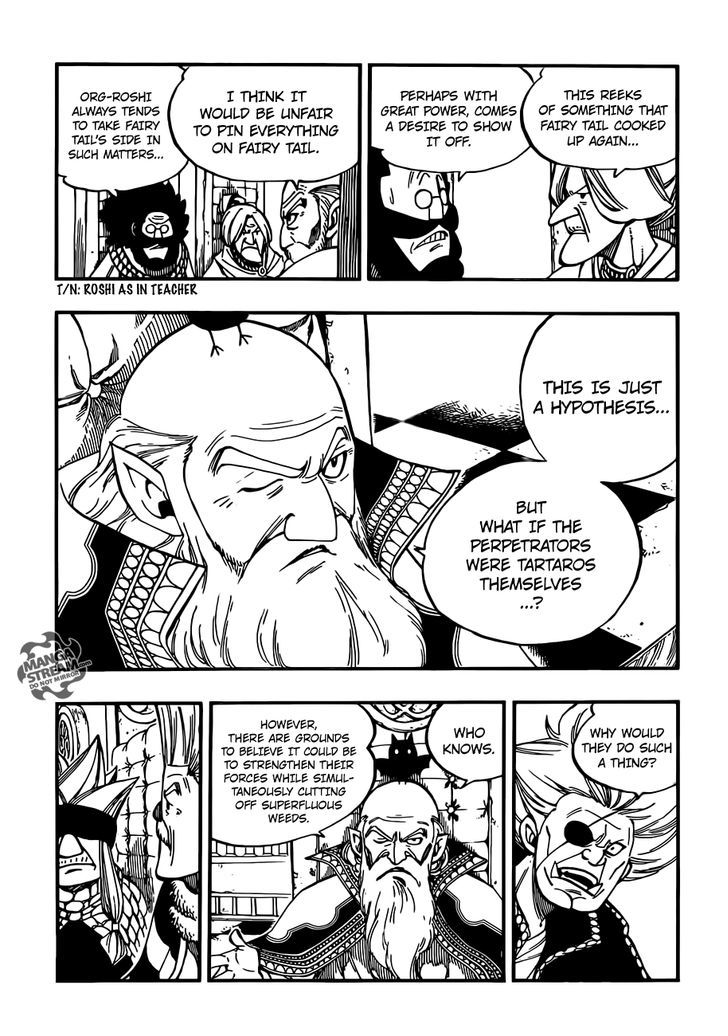 THIS REEKS
OF SOMETHING THAT
FAIRY TAIL COOKED
UP AGAIN...
PERHAPS WITH
GREAT POWER, COMES
A DESIRE TO SHOW
IT OFF.
I THINK IT
WOULD BE UNFAIR
TO PIN EVERYTHING
ON FAIRY TAIL.
ORG-ROSHI
ALWAYS TENDS
TO TAKE FAIRY
TAIL'S SIDE IN
SUCH MATTERS...
T/N: ROSHI AS IN TEACHER
THIS IS JUST
A HYPOTHESIS...
BUT
WHAT IF THE
PERPETRATORS
WERE TARTAROS
THEMSELVES
...?
MANGA
STREAM.COM
DO NOT MIRROR
WHY WOULD
THEY DO SUCH
A THING?
WHO
KNOWS.
HOWEVER,
THERE ARE GROUNDS
TO BELIEVE IT COULD BE
TO STRENGTHEN THEIR
FORCES WHILE SIMUL-
TANEOUSLY CUTTING
OFF SUPERFLUOUS
WEEDS.